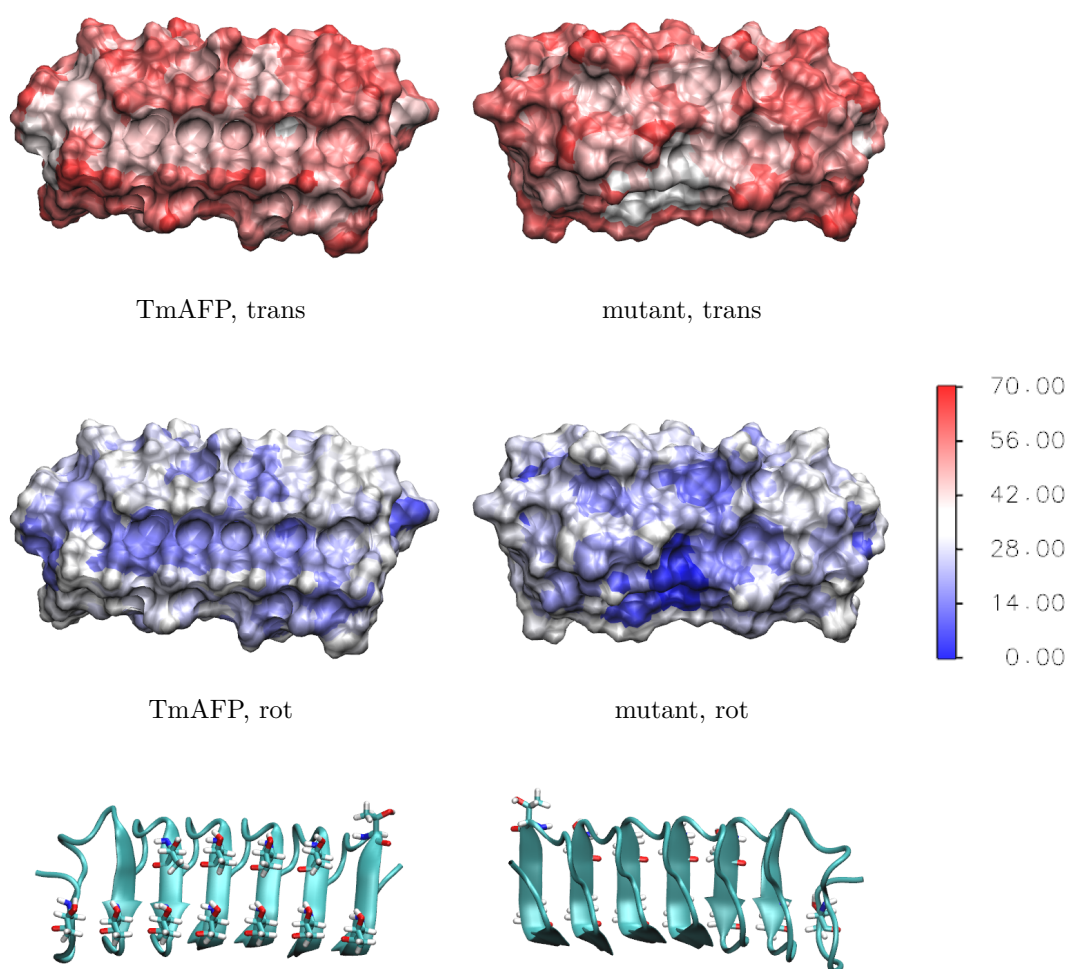 TmAFP, trans
mutant, trans
70.00
56.00
42.00
28.00
14.00
0.00
TmAFP, rot
mutant, rot